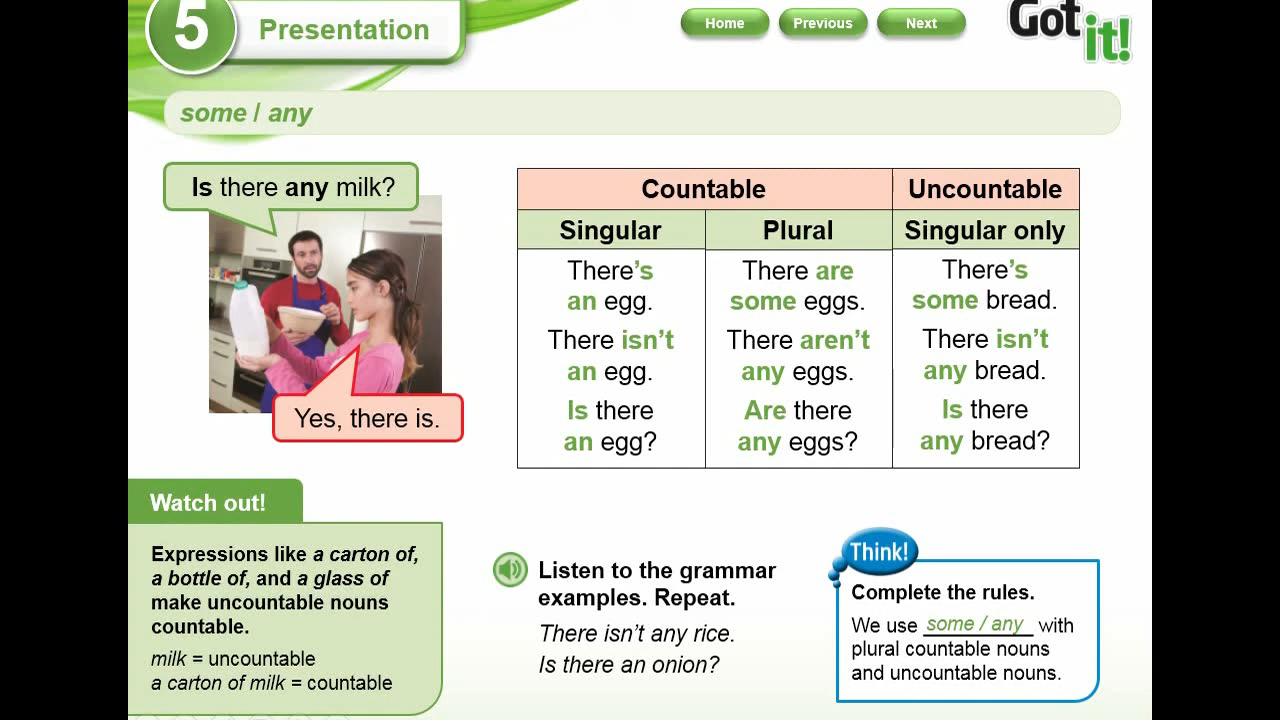 5
Presentation
Home
Previous
Next
Got
it!
some / any
Is there any milk?
Yes, there is.
Countable
Uncountable
Singular
Plural
Singular only
There's
an egg.
There are
some eggs.
There's
some bread.
There isn't
an egg.
There aren't
any eggs.
There isn't
any bread.
Is there
an egg?
Are there
any eggs?
Is there
any bread?
Watch out!
Expressions like a carton of,
a bottle of, and a glass of
make uncountable nouns
countable.
milk = uncountable
a carton of milk = countable
Listen to the grammar
examples. Repeat.
There isn't any rice.
Is there an onion?
Think!
Complete the rules.
We use some / any with
plural countable nouns
and uncountable nouns.